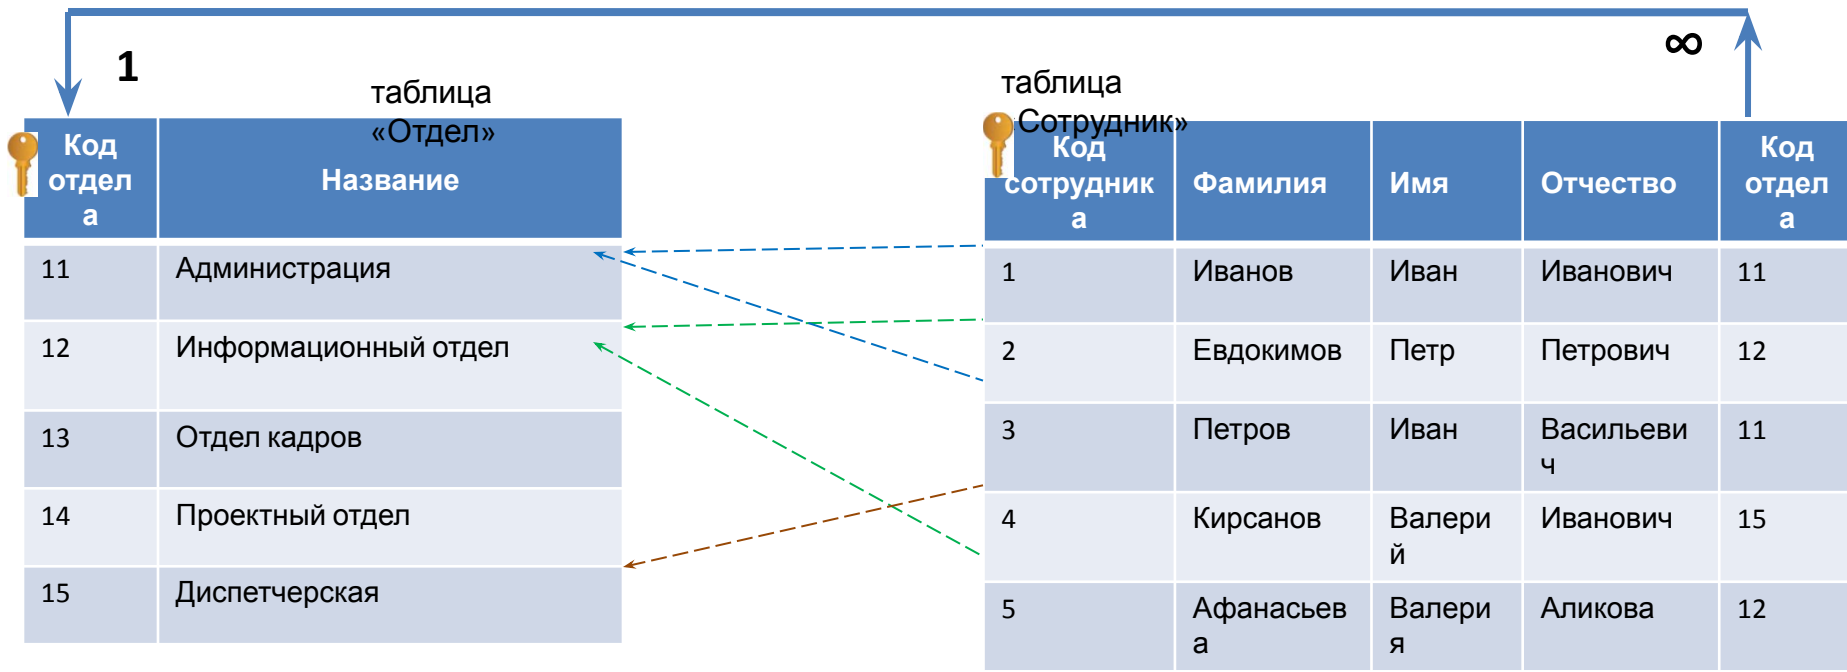 1
∞
таблица
«Отдел»
Код
отдел
а
Название
11
Администрация
12
Информационный отдел
13
Отдел кадров
14
Проектный отдел
15
Диспетчерская
таблица
«Сотрудник»
Код
сотрудник
а
Фамилия
Имя
Отчество
Код
отдел
а
1
Иванов
Иван
Иванович
11
2
Евдокимов
Петр
Петрович
12
3
Петров
Иван
Васильеви
ч
11
4
Кирсанов
Валери
й
Иванович
15
5
Афанасьев
а
Валери
я
Аликова
12